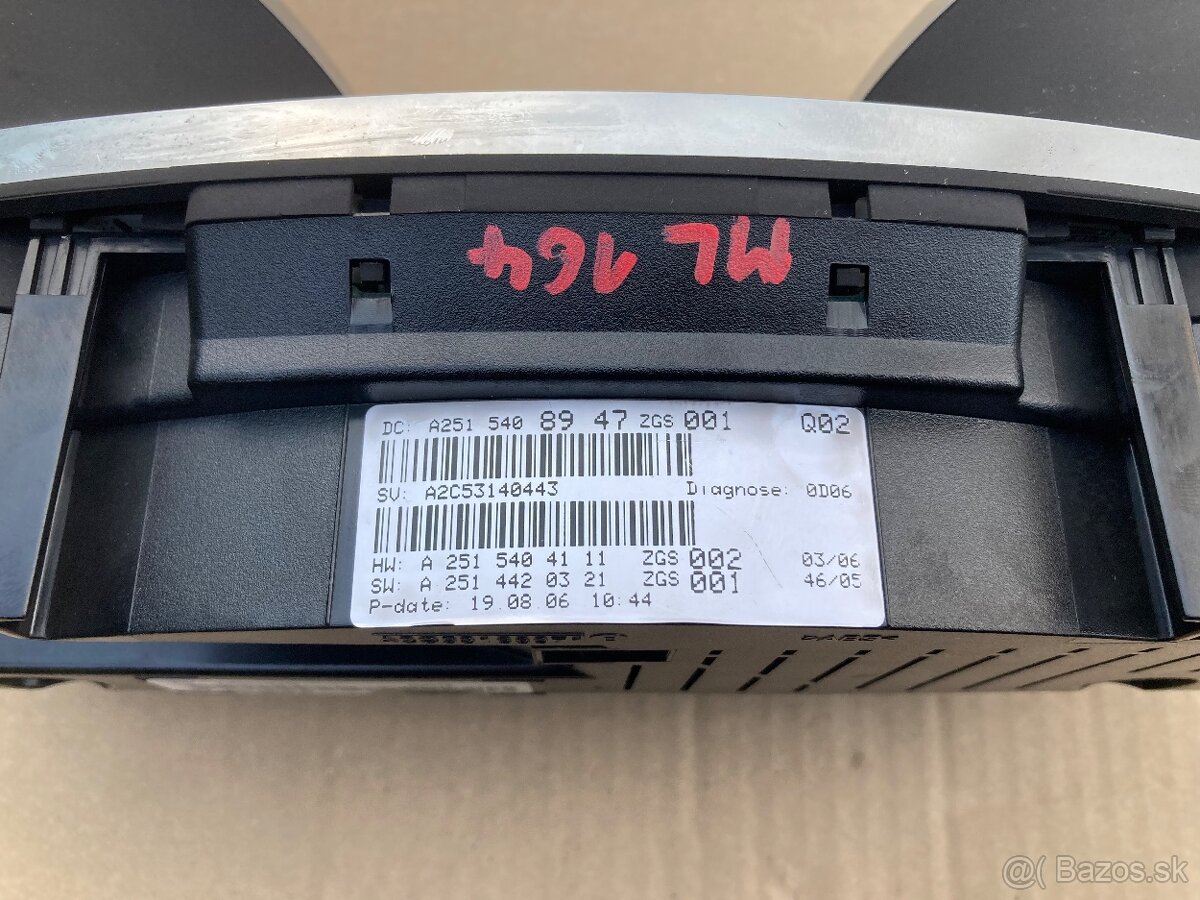 ML 164
DC: A251 540 89 47 ZGS 001 Q02
SV: A2C53140443 Diagnose: 0D06
HW: A 251 540 41 11 ZGS 002 03/06
SW: A 251 442 03 21 ZGS 001 46/05
P-date: 19.08.06 10:44
@( Bazos.sk